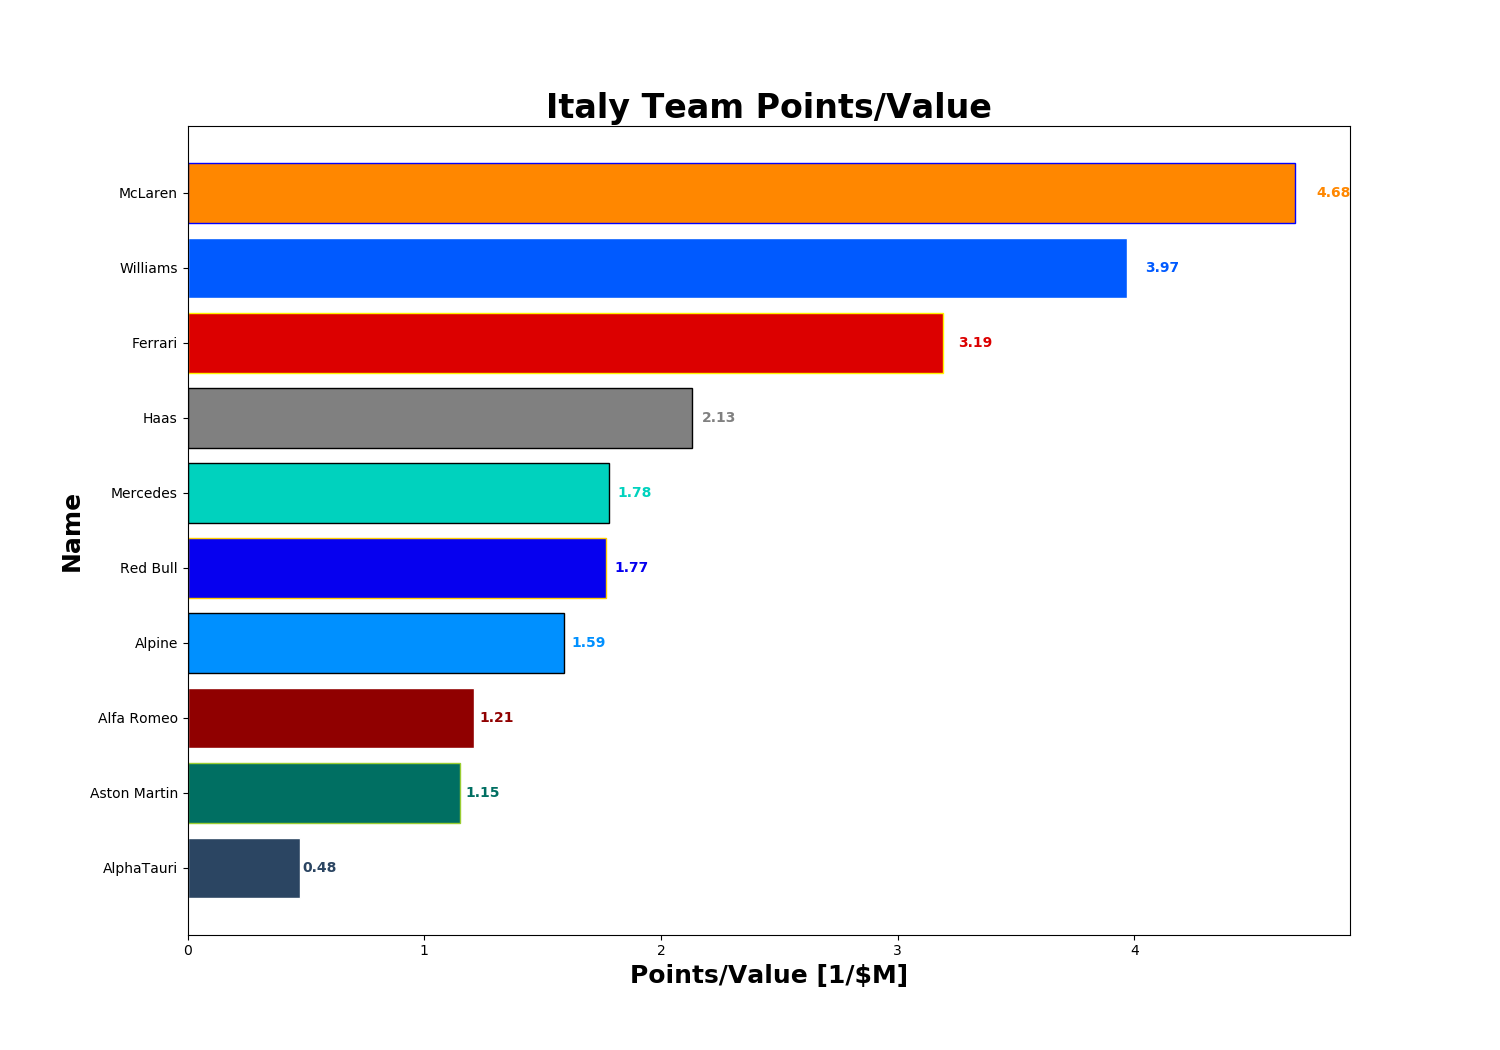 Italy Team Points/Value
McLaren 4.68
Williams 3.97
Ferrari 3.19
Haas 2.13
Mercedes 1.78
Red Bull 1.77
Alpine 1.59
Alfa Romeo 1.21
Aston Martin 1.15
AlphaTauri 0.48
Name
0 1 2 3 4
Points/Value [1/$M]